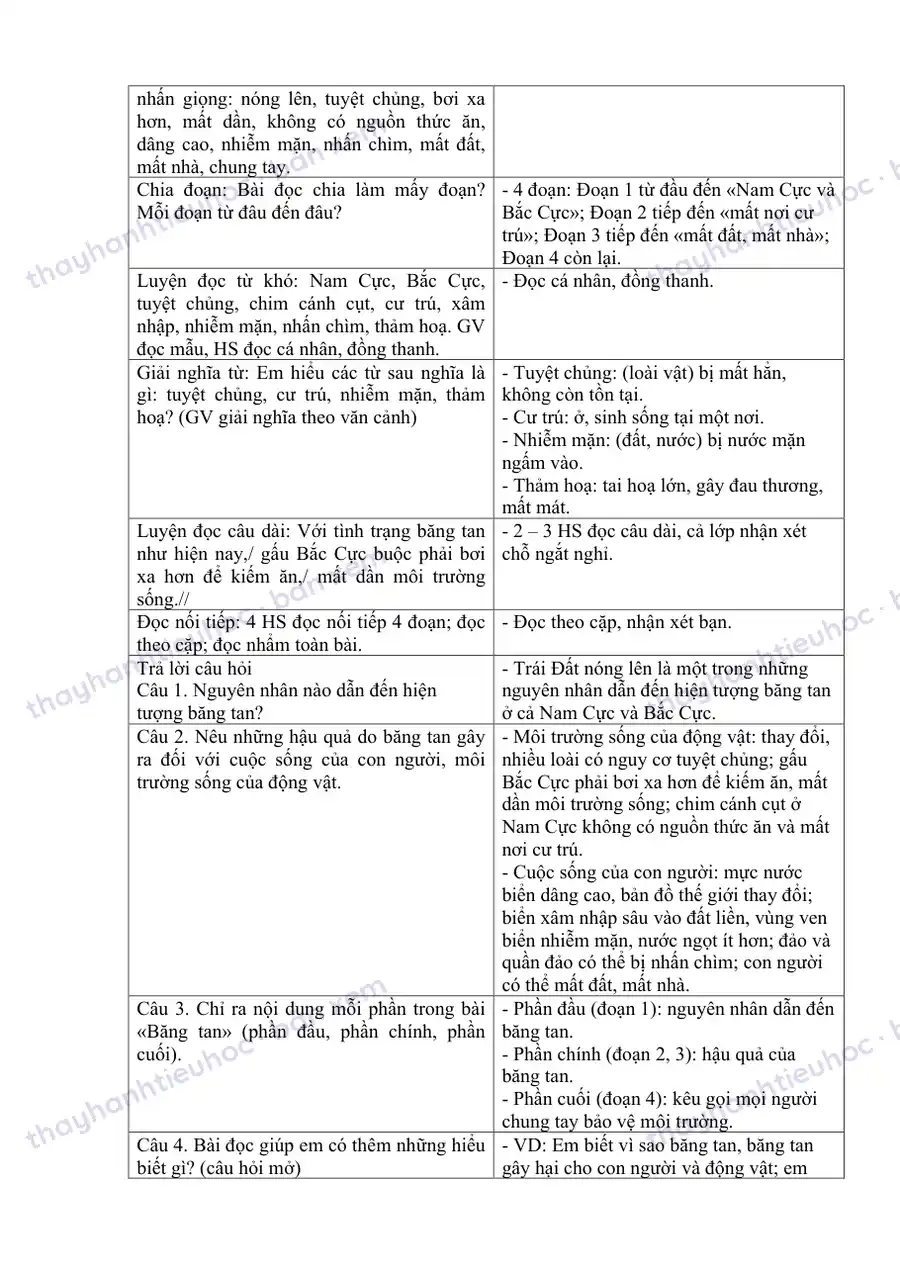 nhấn giọng: nóng lên, tuyệt chủng, bơi xa
hơn, mất dần, không có nguồn thức ăn,
dâng cao, nhiễm mặn, nhấn chìm, mất đất,
mất nhà, chung tay.
Chia đoạn: Bài đọc chia làm mấy đoạn?
Mỗi đoạn từ đâu đến đâu?
- 4 đoạn: Đoạn 1 từ đầu đến «Nam Cực và
Bắc Cực»; Đoạn 2 tiếp đến «mất nơi cư
trú»; Đoạn 3 tiếp đến «mất đất, mất nhà»;
Đoạn 4 còn lại.
Luyện đọc từ khó: Nam Cực, Bắc Cực,
tuyệt chủng, chim cánh cụt, cư trú, xâm
nhập, nhiễm mặn, nhấn chìm, thảm hoạ. GV
đọc mẫu, HS đọc cá nhân, đồng thanh.
- Đọc cá nhân, đồng thanh.
Giải nghĩa từ: Em hiểu các từ sau nghĩa là
gì: tuyệt chủng, cư trú, nhiễm mặn, thảm
hoạ? (GV giải nghĩa theo văn cảnh)
- Tuyệt chủng: (loài vật) bị mất hẳn,
không còn tồn tại.
- Cư trú: ở, sinh sống tại một nơi.
- Nhiễm mặn: (đất, nước) bị nước mặn
ngấm vào.
- Thảm hoạ: tai hoạ lớn, gây đau thương,
mất mát.
Luyện đọc câu dài: Với tình trạng băng tan
như hiện nay,/ gấu Bắc Cực buộc phải bơi
xa hơn để kiếm ăn,/ mất dần môi trường
sống.//
- 2 – 3 HS đọc câu dài, cả lớp nhận xét
chỗ ngắt nghỉ.
Đọc nối tiếp: 4 HS đọc nối tiếp 4 đoạn; đọc
theo cặp; đọc nhẩm toàn bài.
- Đọc theo cặp, nhận xét bạn.
Trả lời câu hỏi
Câu 1. Nguyên nhân nào dẫn đến hiện
tượng băng tan?
- Trái Đất nóng lên là một trong những
nguyên nhân dẫn đến hiện tượng băng tan
ở cả Nam Cực và Bắc Cực.
Câu 2. Nêu những hậu quả do băng tan gây
ra đối với cuộc sống của con người, môi
trường sống của động vật.
- Môi trường sống của động vật: thay đổi,
nhiều loài có nguy cơ tuyệt chủng; gấu
Bắc Cực phải bơi xa hơn để kiếm ăn, mất
dần môi trường sống; chim cánh cụt ở
Nam Cực không có nguồn thức ăn và mất
nơi cư trú.
- Cuộc sống của con người: mực nước
biển dâng cao, bản đồ thế giới thay đổi;
biển xâm nhập sâu vào đất liền, vùng ven
biển nhiễm mặn, nước ngọt ít hơn; đảo và
quần đảo có thể bị nhấn chìm; con người
có thể mất đất, mất nhà.
Câu 3. Chỉ ra nội dung mỗi phần trong bài
«Băng tan» (phần đầu, phần chính, phần
cuối).
- Phần đầu (đoạn 1): nguyên nhân dẫn đến
băng tan.
- Phần chính (đoạn 2, 3): hậu quả của
băng tan.
- Phần cuối (đoạn 4): kêu gọi mọi người
chung tay bảo vệ môi trường.
Câu 4. Bài đọc giúp em có thêm những hiểu
biết gì? (câu hỏi mở)
- VD: Em biết vì sao băng tan, băng tan
gây hại cho con người và động vật; em
thayhanhtieuhoc · bản xem
thayhanhtieuhoc · b
thayhanhtieuhoc · bản xem
thayhanhtieuhoc · b
thayhanhtieuhoc · bản xem
thayhanhtieuhoc · b